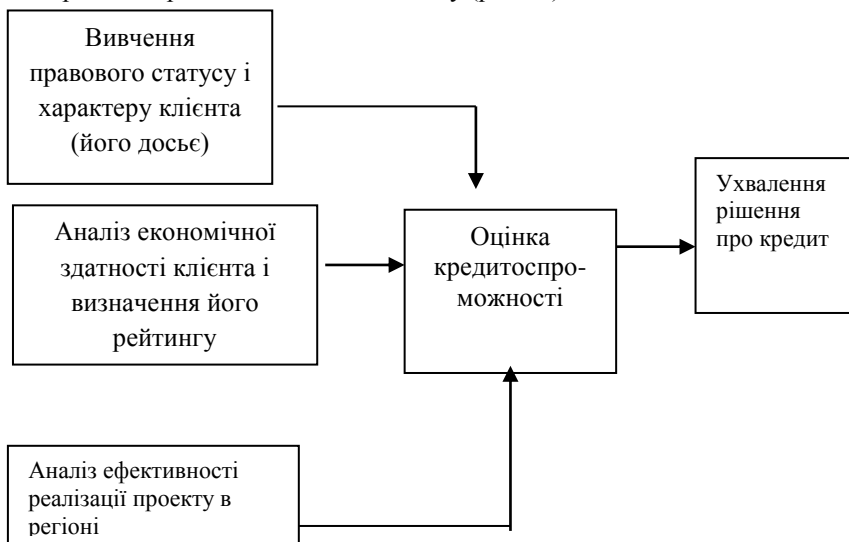 Вивчення
правового статусу і
характеру клієнта
(його досьє)
Аналіз економічної
здатності клієнта і
визначення його
рейтингу
Аналіз ефективності
реалізації проекту в
регіоні
Оцінка
кредитоспро-
можності
Ухвалення
рішення
про кредит